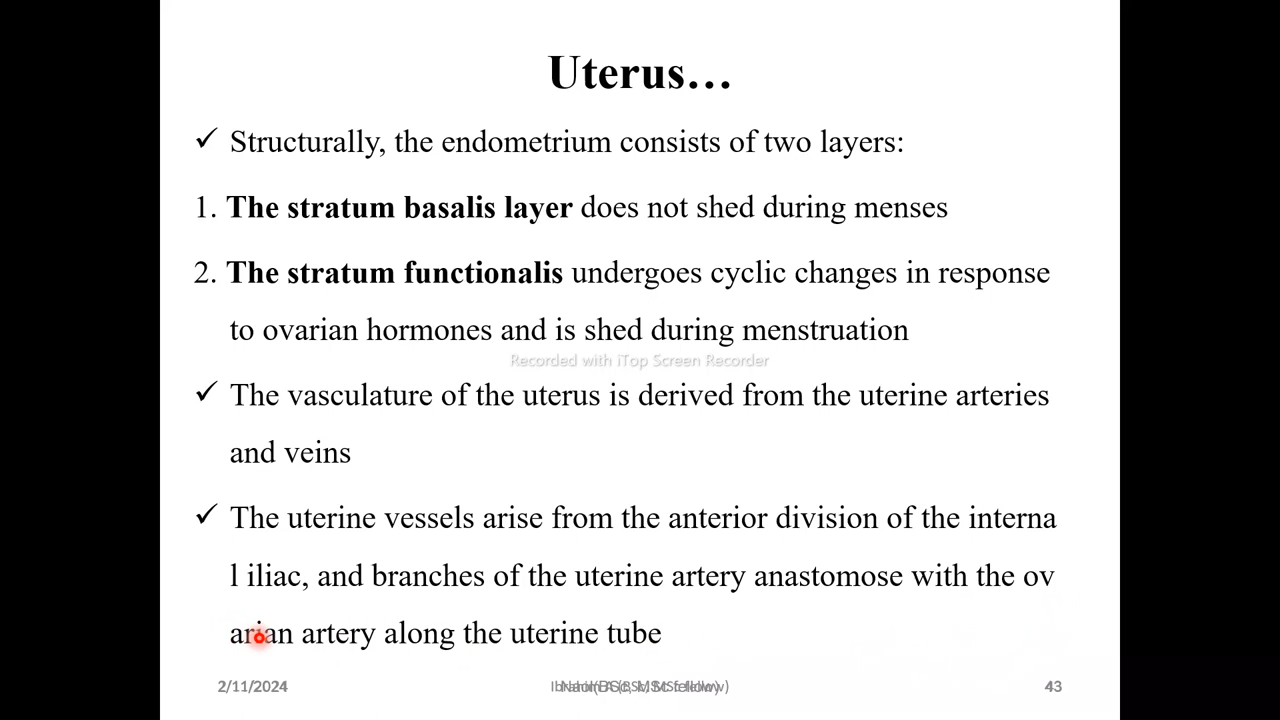 Uterus…
✓ Structurally, the endometrium consists of two layers:
1. The stratum basalis layer does not shed during menses
2. The stratum functionalis undergoes cyclic changes in response
to ovarian hormones and is shed during menstruation
Recorded with iTop Screen Recorder
✓ The vasculature of the uterus is derived from the uterine arteries
and veins
✓ The uterine vessels arise from the anterior division of the interna
l iliac, and branches of the uterine artery anastomose with the ov
arian artery along the uterine tube
2/11/2024
43